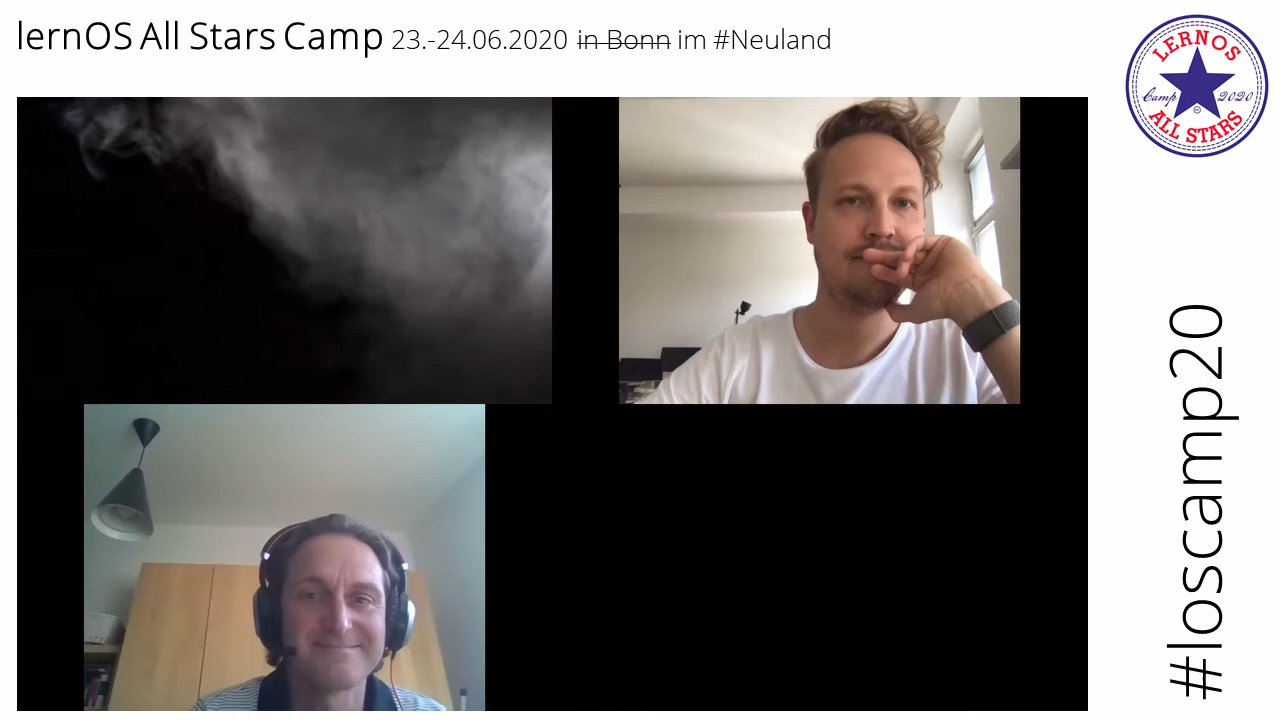 lernOS All Stars Camp 23.-24.06.2020 in Bonn im #Neuland
LERNOS
Camp 2020
ALL STARS
#loscamp20